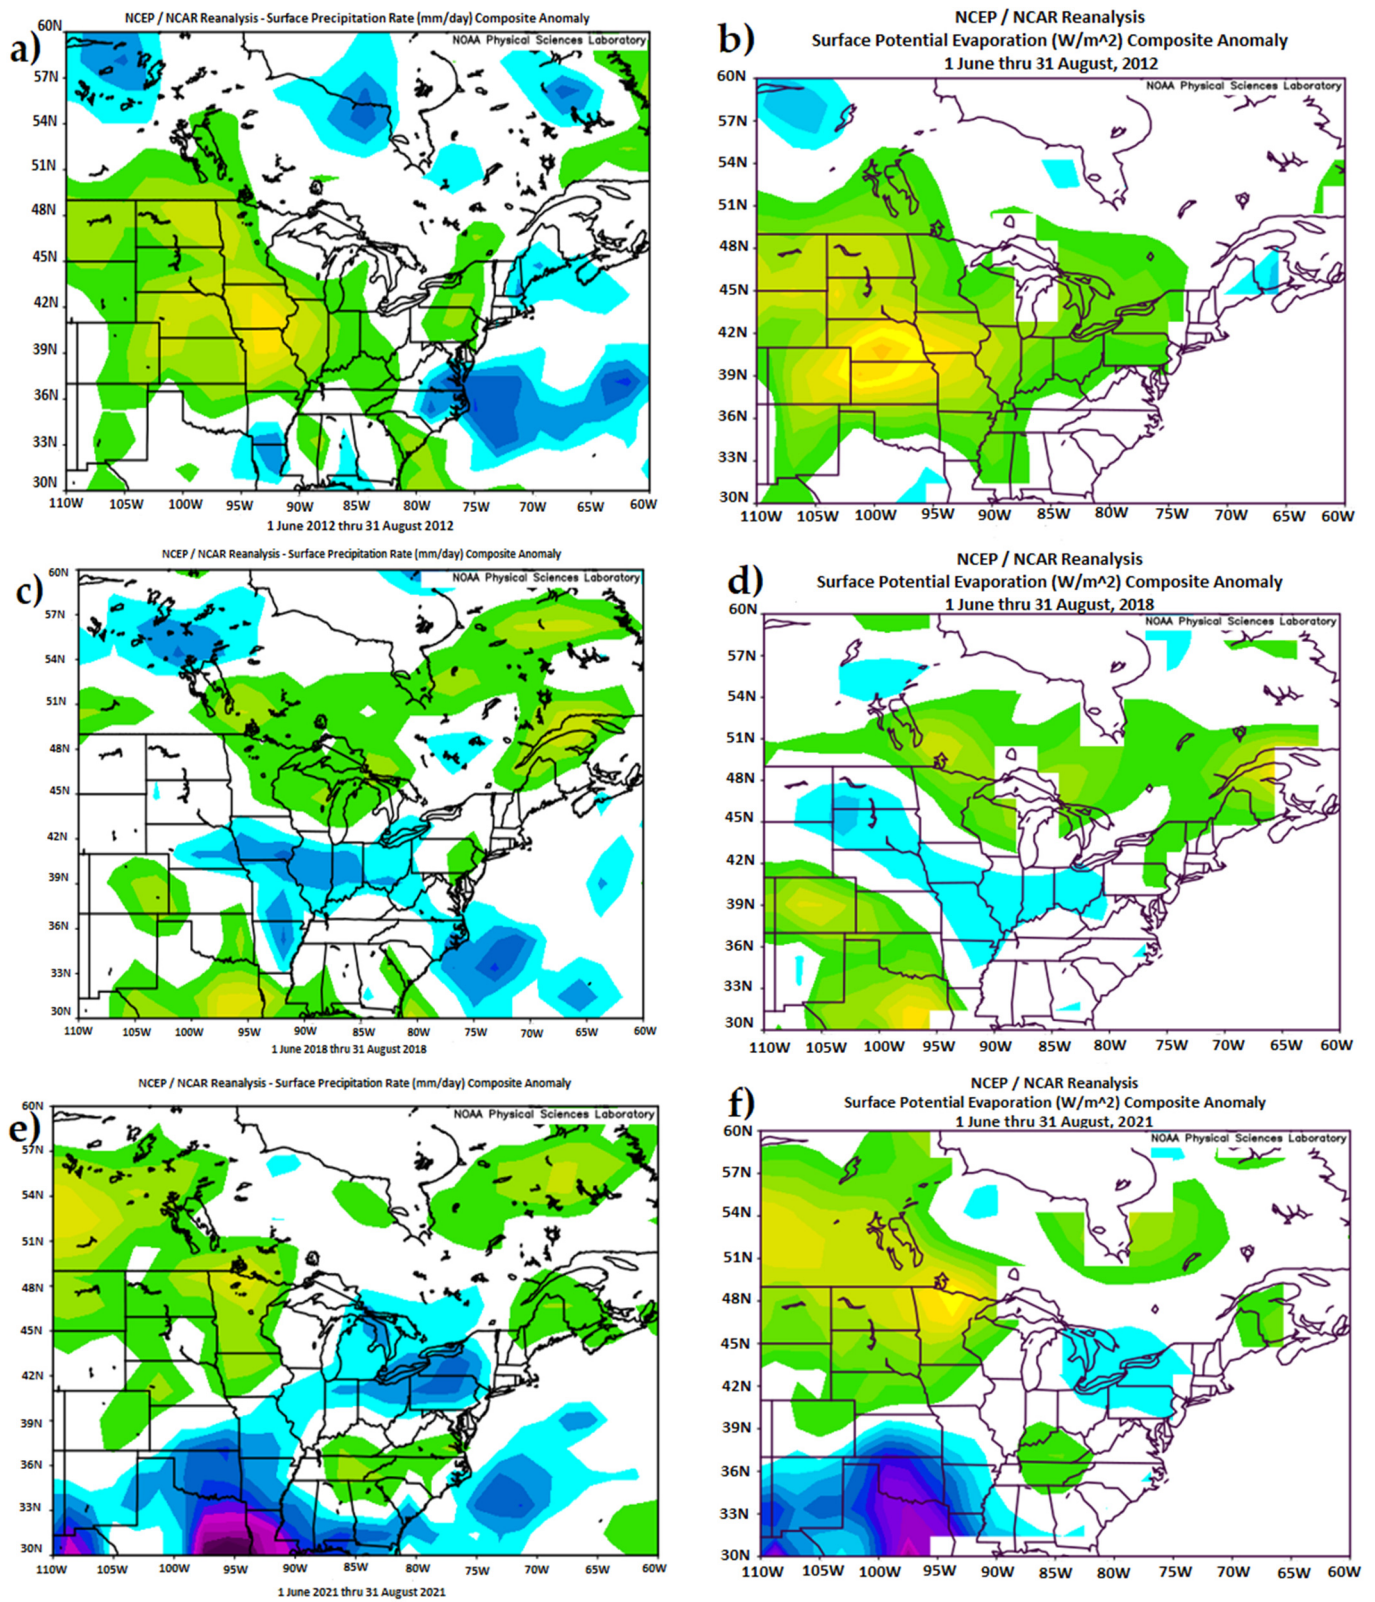 a)
NCEP / NCAR Reanalysis - Surface Precipitation Rate (mm/day) Composite Anomaly
NOAA Physical Sciences Laboratory
60N
57N
54N
51N
48N
45N
42N
39N
36N
33N
30N
110W 105W 100W 95W 90W 85W 80W 75W 70W 65W 60W
1 June 2012 thru 31 August 2012
b)
NCEP / NCAR Reanalysis
Surface Potential Evaporation (W/m^2) Composite Anomaly
1 June thru 31 August, 2012
NOAA Physical Sciences Laboratory
60N
57N
54N
51N
48N
45N
42N
39N
36N
33N
30N
110W 105W 100W 95W 90W 85W 80W 75W 70W 65W 60W
c)
NCEP / NCAR Reanalysis - Surface Precipitation Rate (mm/day) Composite Anomaly
NOAA Physical Sciences Laboratory
60N
57N
54N
51N
48N
45N
42N
39N
36N
33N
30N
110W 105W 100W 95W 90W 85W 80W 75W 70W 65W 60W
1 June 2018 thru 31 August 2018
d)
NCEP / NCAR Reanalysis
Surface Potential Evaporation (W/m^2) Composite Anomaly
1 June thru 31 August, 2018
NOAA Physical Sciences Laboratory
60N
57N
54N
51N
48N
45N
42N
39N
36N
33N
30N
110W 105W 100W 95W 90W 85W 80W 75W 70W 65W 60W
e)
NCEP / NCAR Reanalysis - Surface Precipitation Rate (mm/day) Composite Anomaly
NOAA Physical Sciences Laboratory
60N
57N
54N
51N
48N
45N
42N
39N
36N
33N
30N
110W 105W 100W 95W 90W 85W 80W 75W 70W 65W 60W
1 June 2021 thru 31 August 2021
f)
NCEP / NCAR Reanalysis
Surface Potential Evaporation (W/m^2) Composite Anomaly
1 June thru 31 August, 2021
NOAA Physical Sciences Laboratory
60N
57N
54N
51N
48N
45N
42N
39N
36N
33N
30N
110W 105W 100W 95W 90W 85W 80W 75W 70W 65W 60W